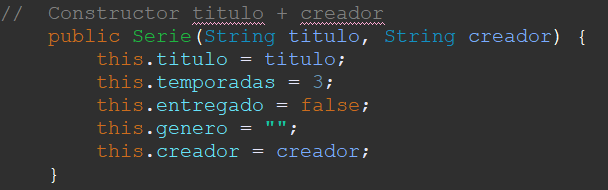 //  Constructor titulo + creador
    public Serie(String titulo, String creador) {
        this.titulo = titulo;
        this.temporadas = 3;
        this.entregado = false;
        this.genero = "";
        this.creador = creador;
    }